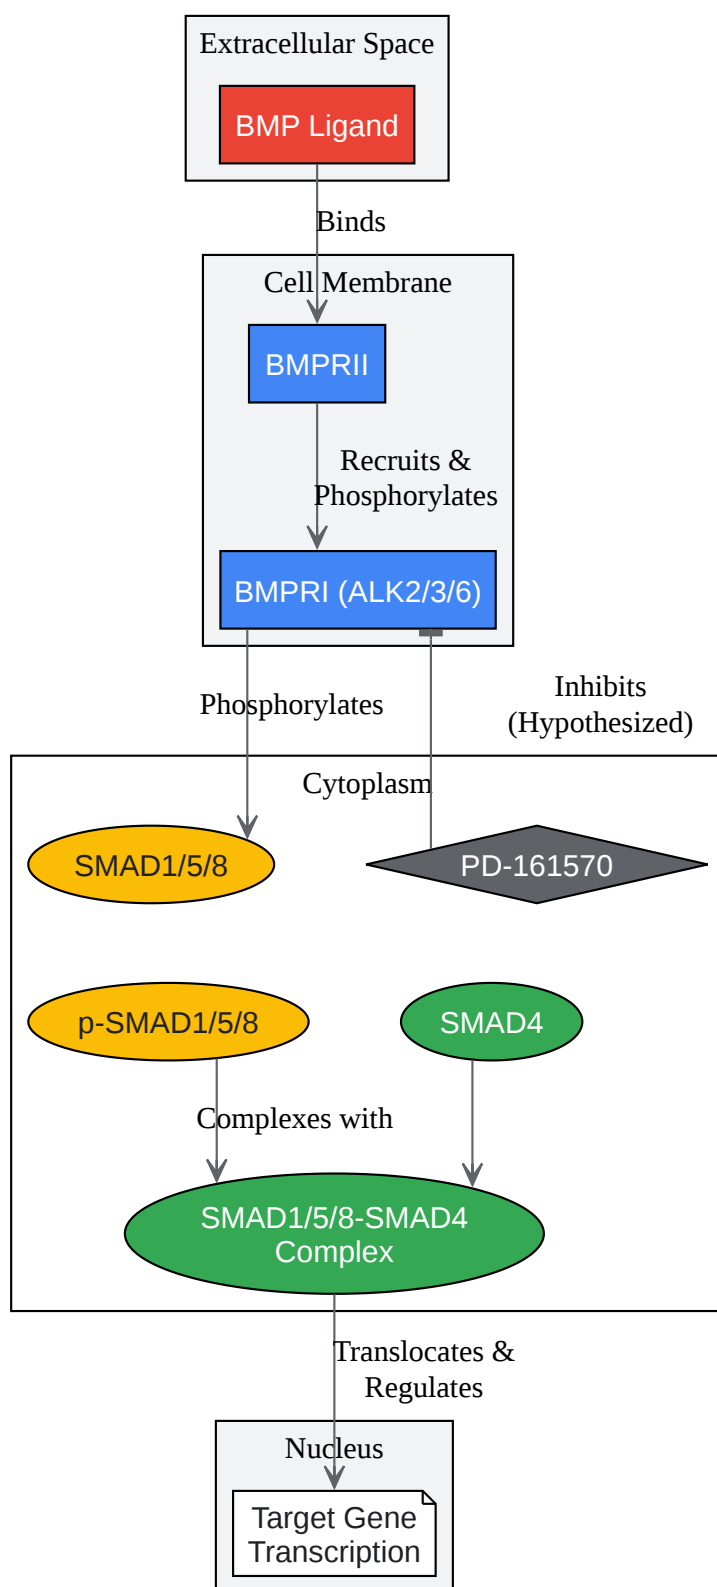 Extracellular Space
BMP Ligand
Binds
Cell Membrane
BMPRII
Recruits &
Phosphorylates
BMPRI (ALK2/3/6)
Phosphorylates
Inhibits
(Hypothesized)
Cytoplasm
SMAD1/5/8
PD-161570
p-SMAD1/5/8
SMAD4
Complexes with
SMAD1/5/8-SMAD4
Complex
Translocates &
Regulates
Nucleus
Target Gene
Transcription